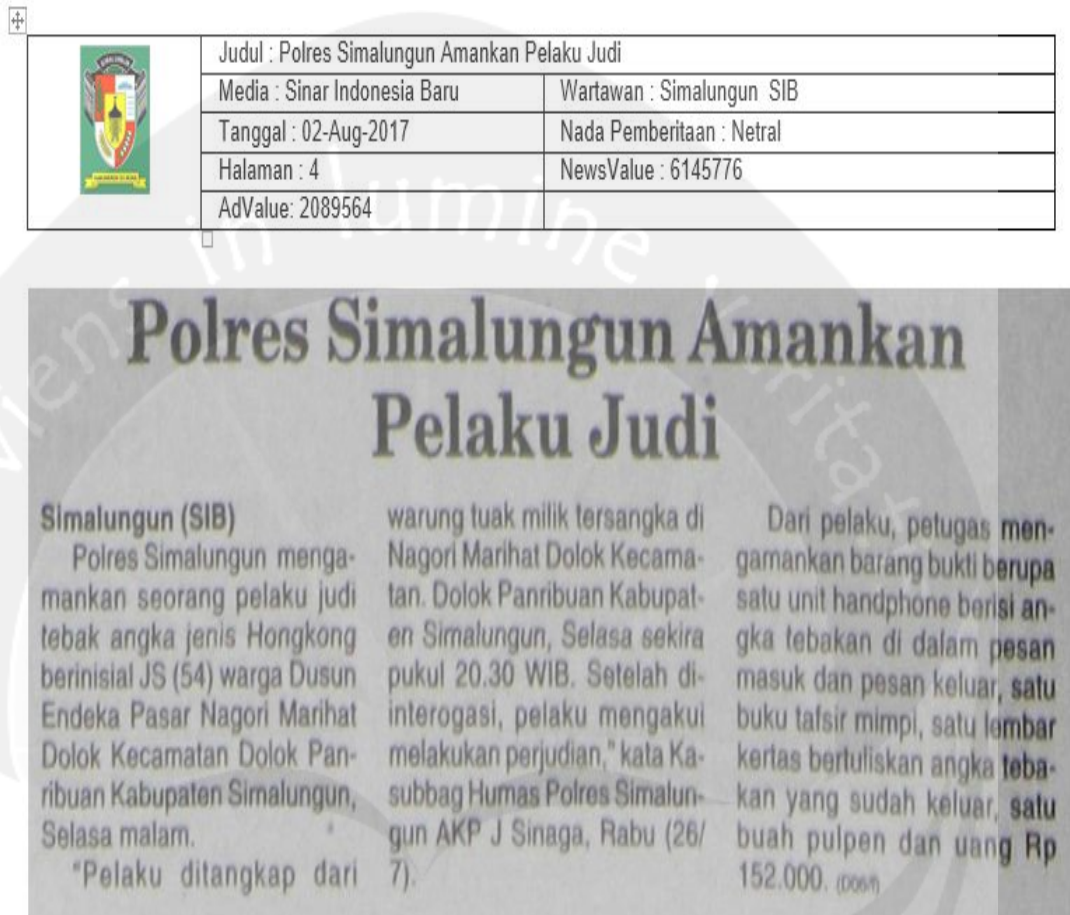 Judul : Polres Simalungun Amankan Pelaku Judi
Media : Sinar Indonesia Baru
Wartawan : Simalungun SIB
Tanggal : 02-Aug-2017
Nada Pemberitaan : Netral
Halaman : 4
NewsValue : 6145776
AdValue: 2089564
in lumine veritas
Polres Simalungun Amankan
Pelaku Judi
Simalungun (SIB)
Polres Simalungun menga-
mankan seorang pelaku judi
tebak angka jenis Hongkong
berinisial JS (54) warga Dusun
Endeka Pasar Nagori Marihat
Dolok Kecamatan Dolok Pan-
ribuan Kabupaten Simalungun,
Selasa malam.
"Pelaku ditangkap dari
warung tuak milik tersangka di
Nagori Marihat Dolok Kecama-
tan. Dolok Panribuan Kabupat-
en Simalungun, Selasa sekira
pukul 20.30 WIB. Setelah di-
interogasi, pelaku mengakui
melakukan perjudian," kata Ka-
subbag Humas Polres Simalun-
gun AKP J Sinaga, Rabu (26/
7).
Dari pelaku, petugas men-
gamankan barang bukti berupa
satu unit handphone berisi an-
gka tebakan di dalam pesan
masuk dan pesan keluar, satu
buku tafsir mimpi, satu lembar
kertas bertuliskan angka teba-
kan yang sudah keluar, satu
buah pulpen dan uang Rp
152.000.